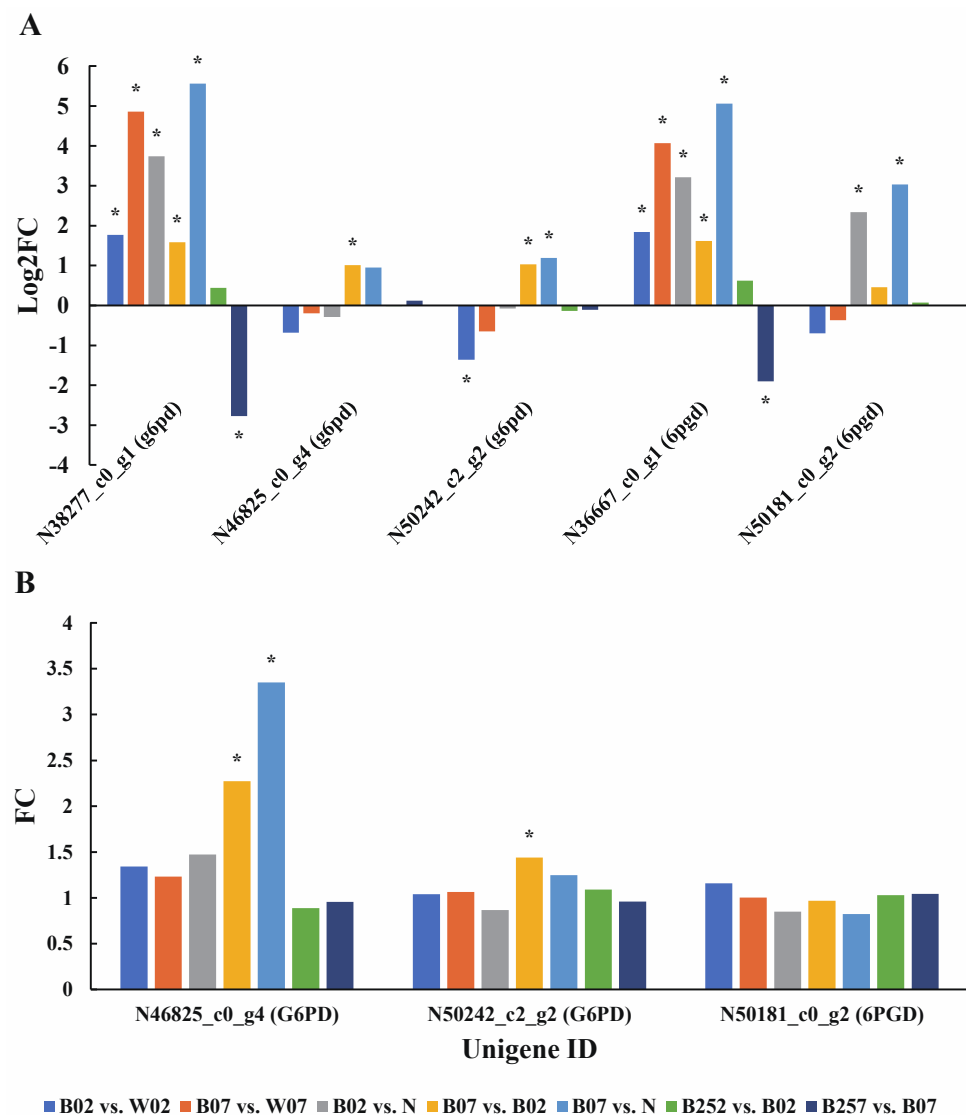 A
6
5
4
3
2
1
0
-1
-2
-3
-4
Log2FC
* * * * * *
* 
* * *
* * * * * *
* *
N38277_c0_g1 (g6pd)
N46825_c0_g4 (g6pd)
N50242_c2_g2 (g6pd)
N36667_c0_g1 (6pgd)
N50181_c0_g2 (6pgd)
B
4
3.5
3
2.5
2
1.5
1
0.5
0
FC
* *
*
N46825_c0_g4 (G6PD)
N50242_c2_g2 (G6PD)
N50181_c0_g2 (6PGD)
Unigene ID
B02 vs. W02 B07 vs. W07 B02 vs. N B07 vs. B02 B07 vs. N B252 vs. B02 B257 vs. B07